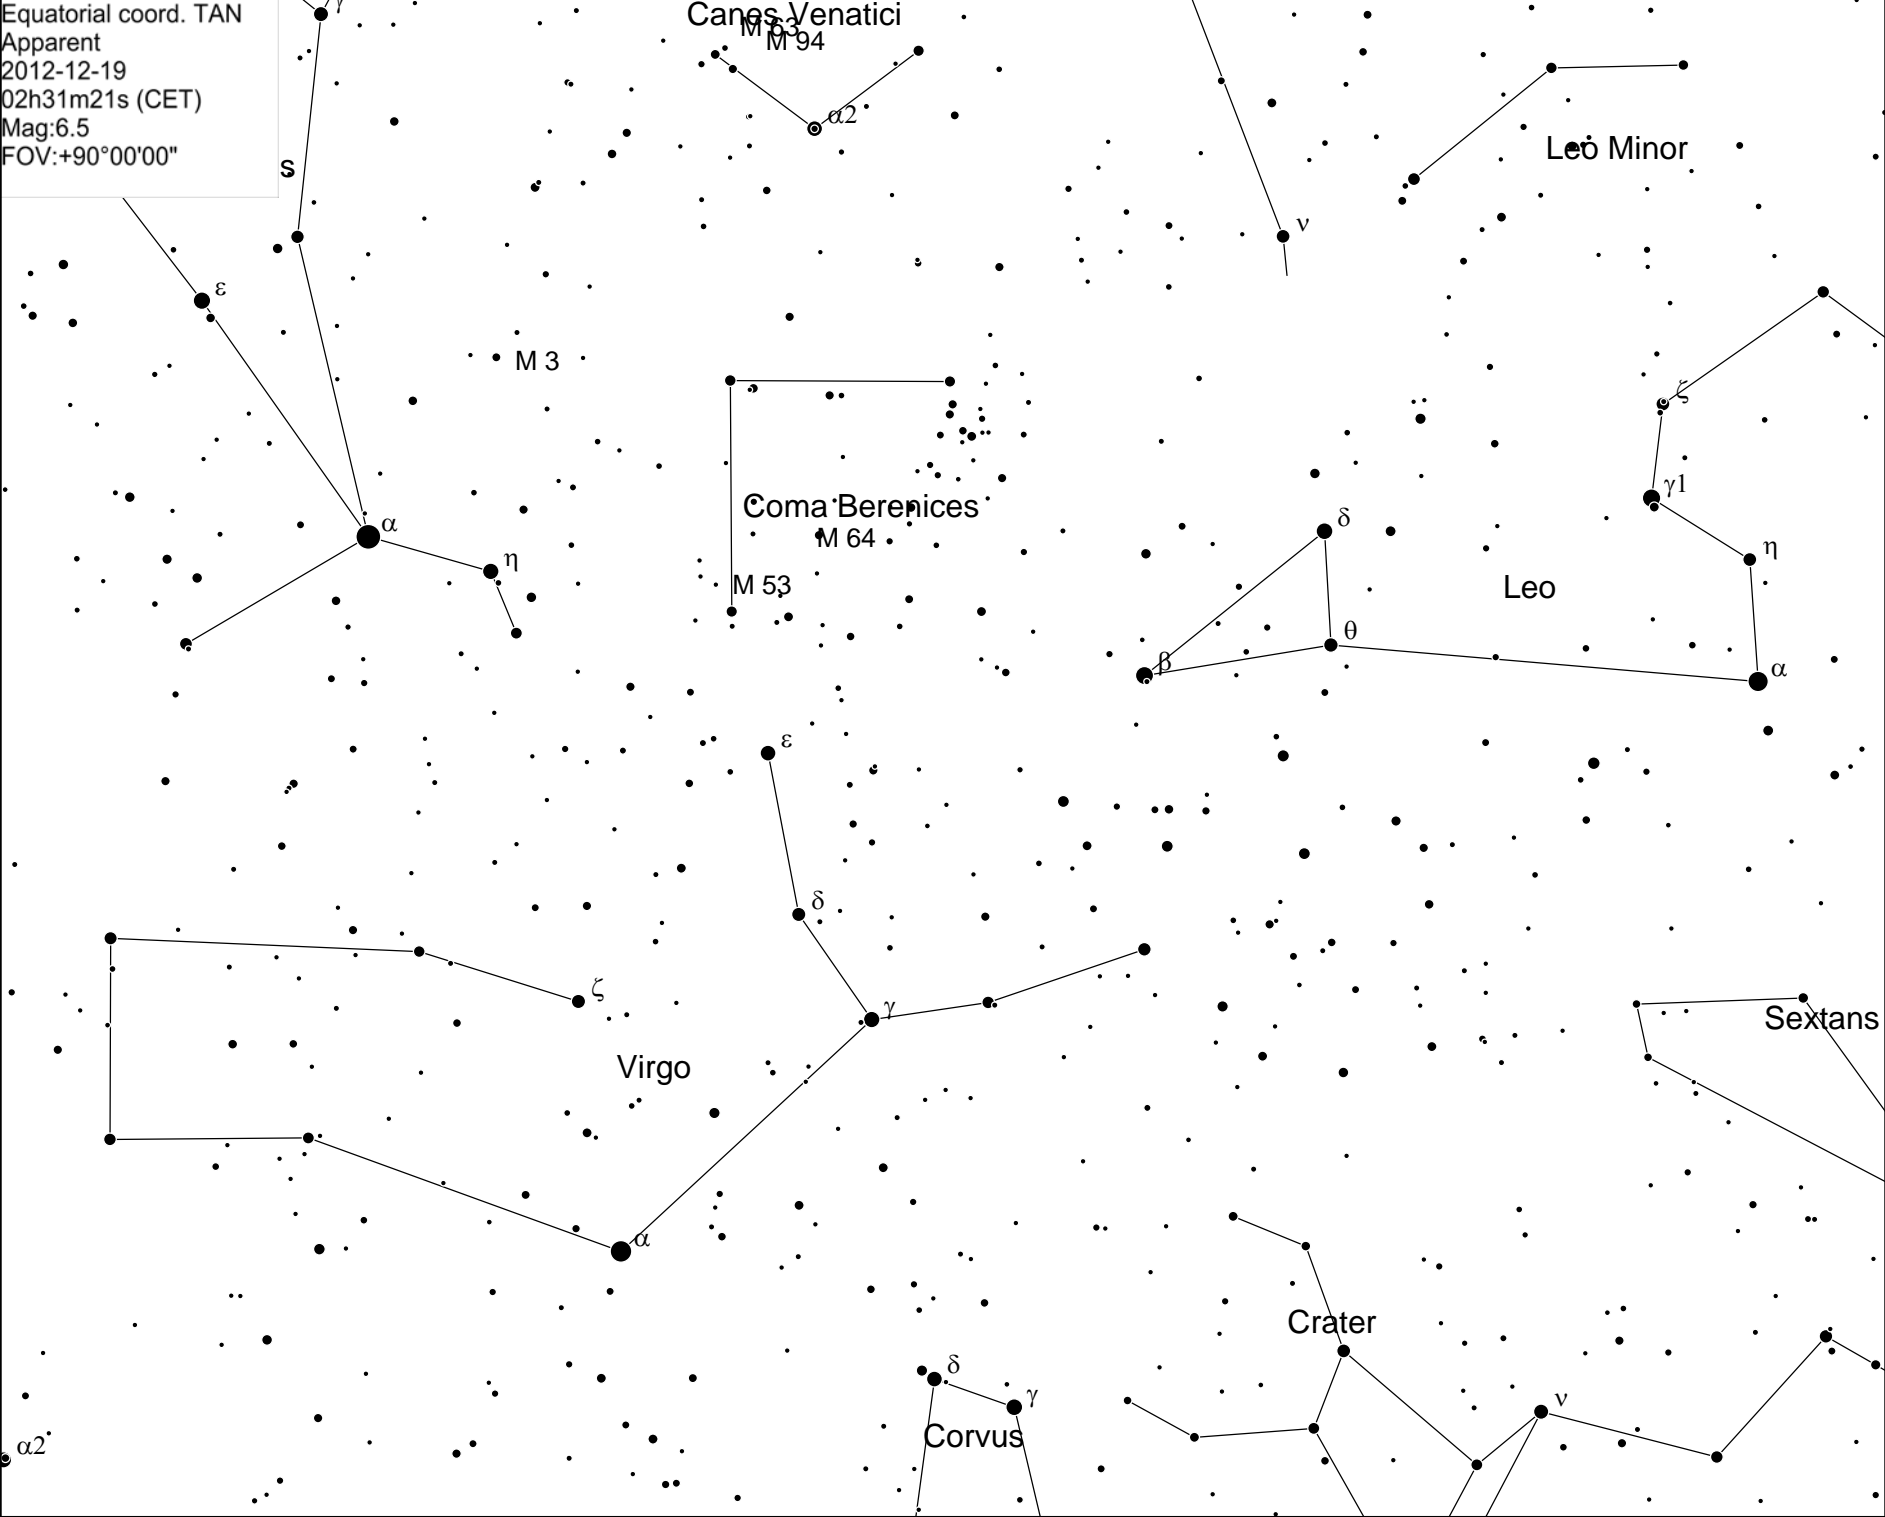 Equatorial coord. TAN
Apparent
2012-12-19
02h31m21s (CET)
Mag:6.5
FOV:+90°00'00"
γ
s
Canes Venatici
M 63
M 94
α2
Leo Minor
ν
ε
M 3
ζ
γ1
α
η
Coma Berenices
M 64
M 53
δ
η
Leo
θ
β
α
ε
δ
ζ
γ
Sextans
Virgo
α
Crater
δ
γ
ν
Corvus
α2